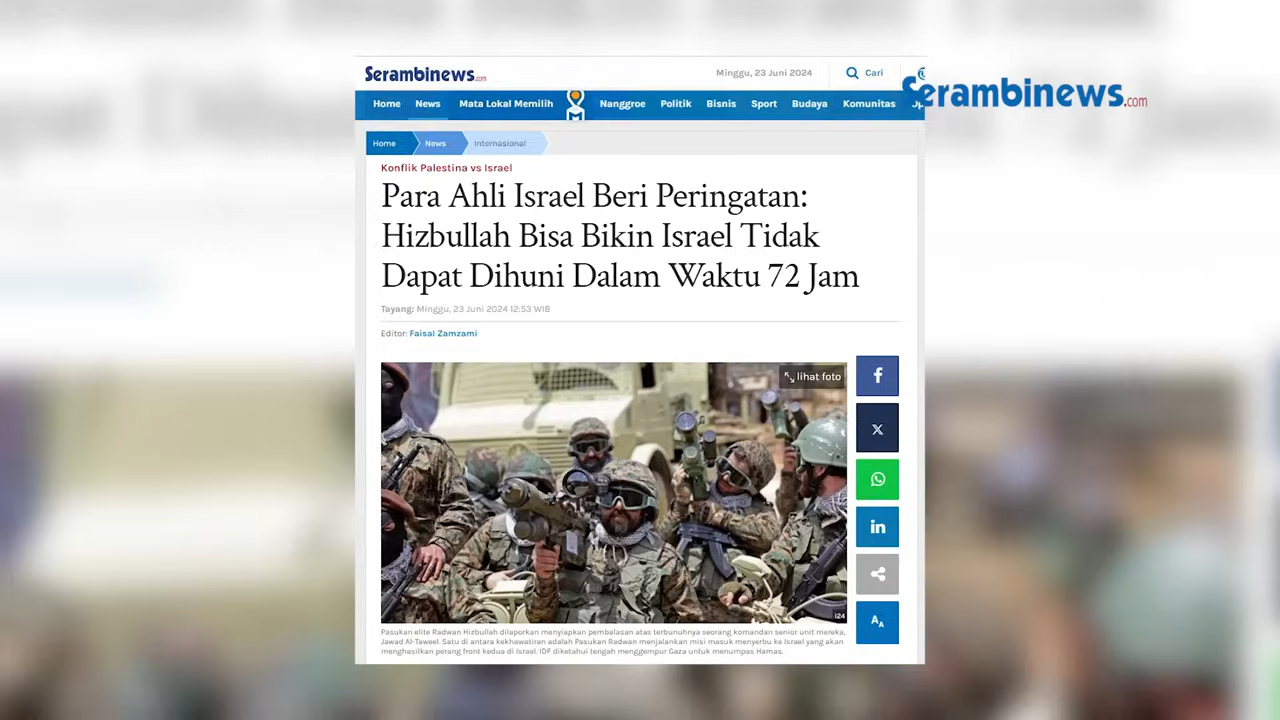 Serambinews.com
Minggu, 23 Juni 2024
Cari
Serambinews.com
Home News Mata Lokal Memilih Nanggroe Politik Bisnis Sport Budaya Komunitas
Home News Internasional
Konflik Palestina vs Israel
Para Ahli Israel Beri Peringatan:
Hizbullah Bisa Bikin Israel Tidak
Dapat Dihuni Dalam Waktu 72 Jam
Tayang: Minggu, 23 Juni 2024 12:53 WIB
Editor: Faisal Zamzami
lihat foto
i24
Pasukan elite Radwan Hizbullah dilaporkan menyiapkan pembalasan atas terbunuhnya seorang komandan senior unit mereka,
Jawad Al-Taweel. Satu di antara kekhawatiran adalah Pasukan Radwan menjalankan misi masuk menyerbu ke Israel yang akan
menghasilkan perang front kedua di Israel. IDF diketahui tengah menggempur Gaza untuk menumpas Hamas.